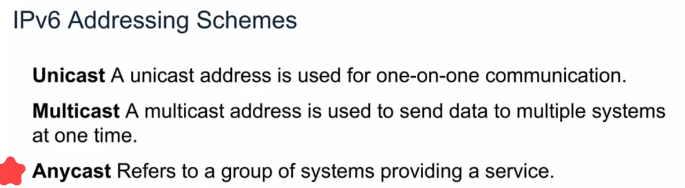 IPv6 Addressing Schemes
Unicast A unicast address is used for one-on-one communication.
Multicast A multicast address is used to send data to multiple systems
at one time.
Anycast Refers to a group of systems providing a service.